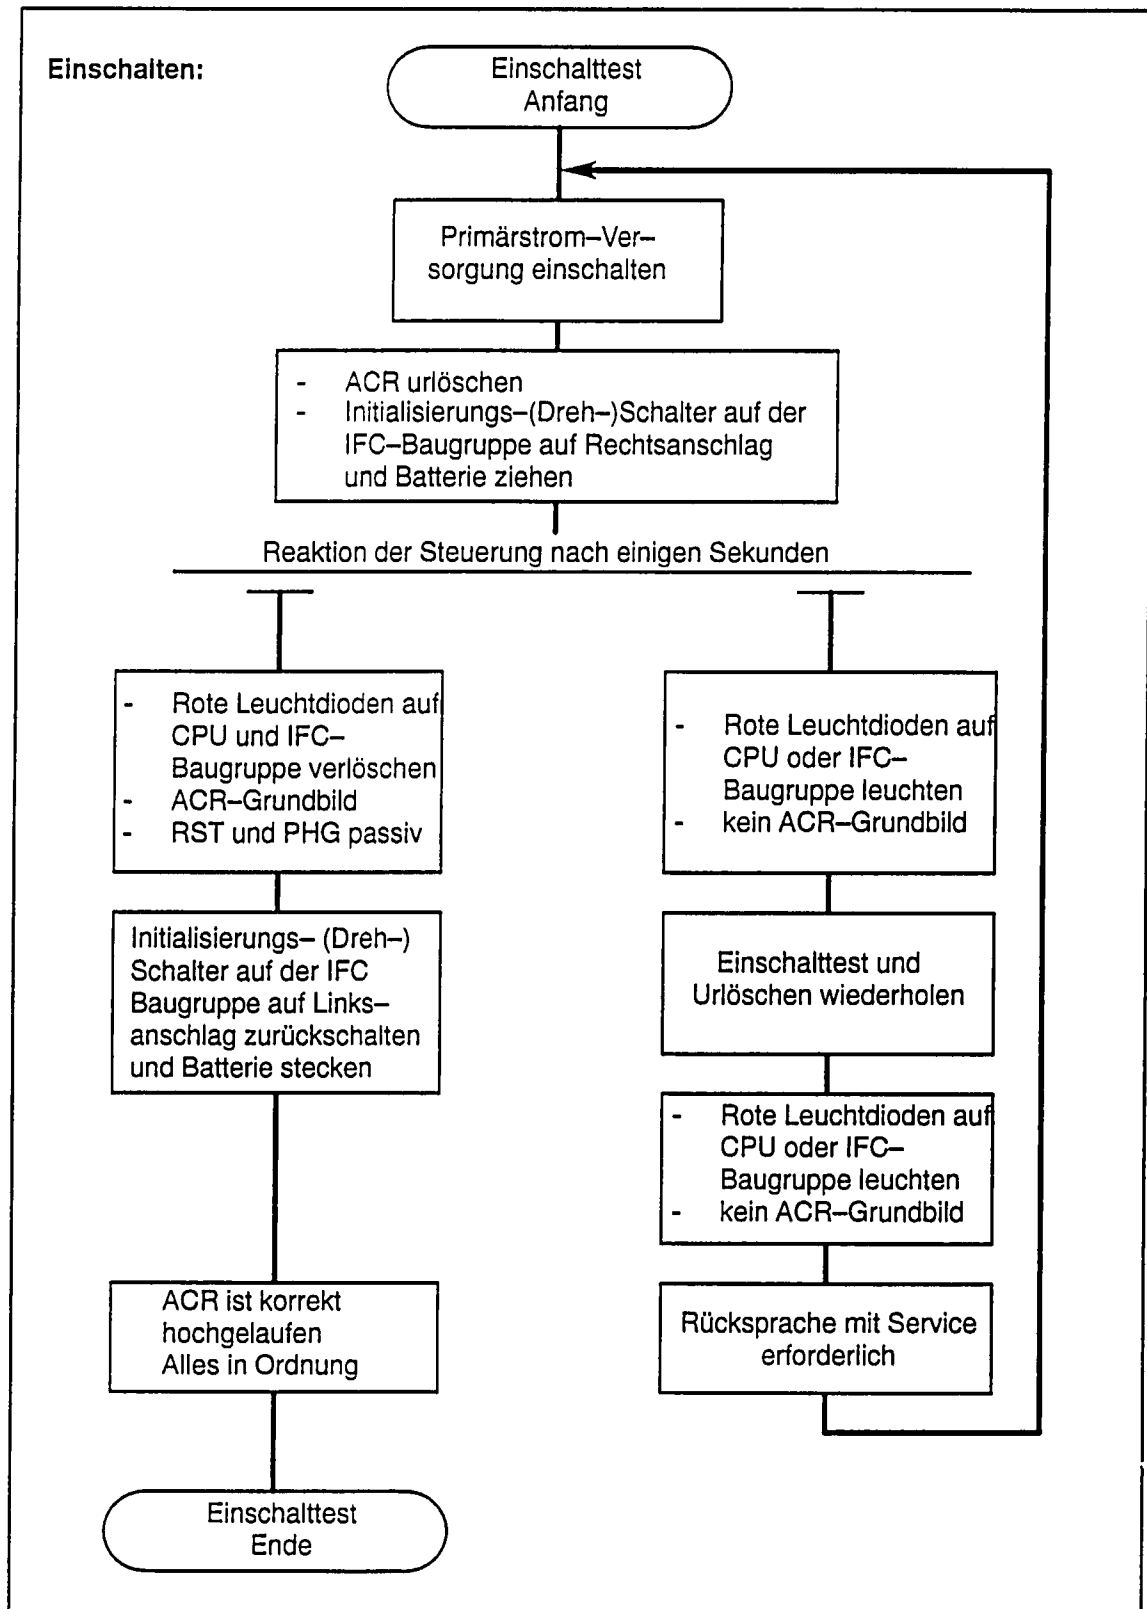 Einschalten:
Einschalttest
Anfang
Primärstrom–Ver–
sorgung einschalten
- ACR urlöschen
- Initialisierungs–(Dreh–)Schalter auf der
IFC–Baugruppe auf Rechtsanschlag
und Batterie ziehen
Reaktion der Steuerung nach einigen Sekunden
- Rote Leuchtdioden auf
CPU und IFC–
Baugruppe verlöschen
- ACR–Grundbild
- RST und PHG passiv
Initialisierungs– (Dreh–)
Schalter auf der IFC
Baugruppe auf Links–
anschlag zurückschalten
und Batterie stecken
ACR ist korrekt
hochgelaufen
Alles in Ordnung
Einschalttest
Ende
- Rote Leuchtdioden auf
CPU oder IFC–
Baugruppe leuchten
- kein ACR–Grundbild
Einschalttest und
Urlöschen wiederholen
- Rote Leuchtdioden auf
CPU oder IFC–
Baugruppe leuchten
- kein ACR–Grundbild
Rücksprache mit Service
erforderlich